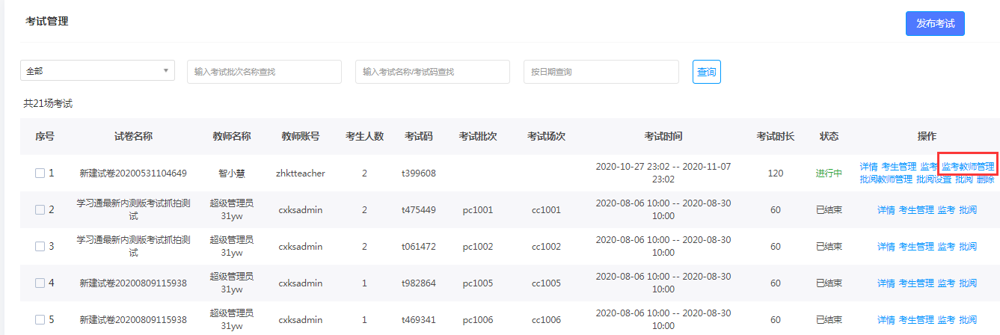 考试管理
发布考试
全部 输入考试批次名称查找 输入考试名称/考试码查找 按日期查询 查询
共21场考试
序号 试卷名称 教师名称 教师账号 考生人数 考试码 考试批次 考试场次 考试时间 考试时长 状态 操作
1 新建试卷20200531104649 智小慧 zhktteacher 2 t399608 2020-10-27 23:02 -- 2020-11-07 23:02 120 进行中 详情 考生管理 监考 监考教师管理
批阅教师管理 批阅设置 批阅 删除
2 学习通最新内测版考试抓拍测试 超级管理员31yw cxksadmin 2 t475449 pc1001 cc1001 2020-08-06 10:00 -- 2020-08-30 10:00 60 已结束 详情 考生管理 监考 批阅
3 学习通最新内测版考试抓拍测试 超级管理员31yw cxksadmin 2 t061472 pc1002 cc1002 2020-08-06 10:00 -- 2020-08-30 10:00 60 已结束 详情 考生管理 监考 批阅
4 新建试卷20200809115938 超级管理员31yw cxksadmin 1 t982864 pc1005 cc1005 2020-08-06 10:00 -- 2020-08-30 10:00 60 已结束 详情 考生管理 监考 批阅
5 新建试卷20200809115938 超级管理员31yw cxksadmin 1 t469341 pc1006 cc1006 2020-08-06 10:00 -- 2020-08-30 10:00 60 已结束 详情 考生管理 监考 批阅